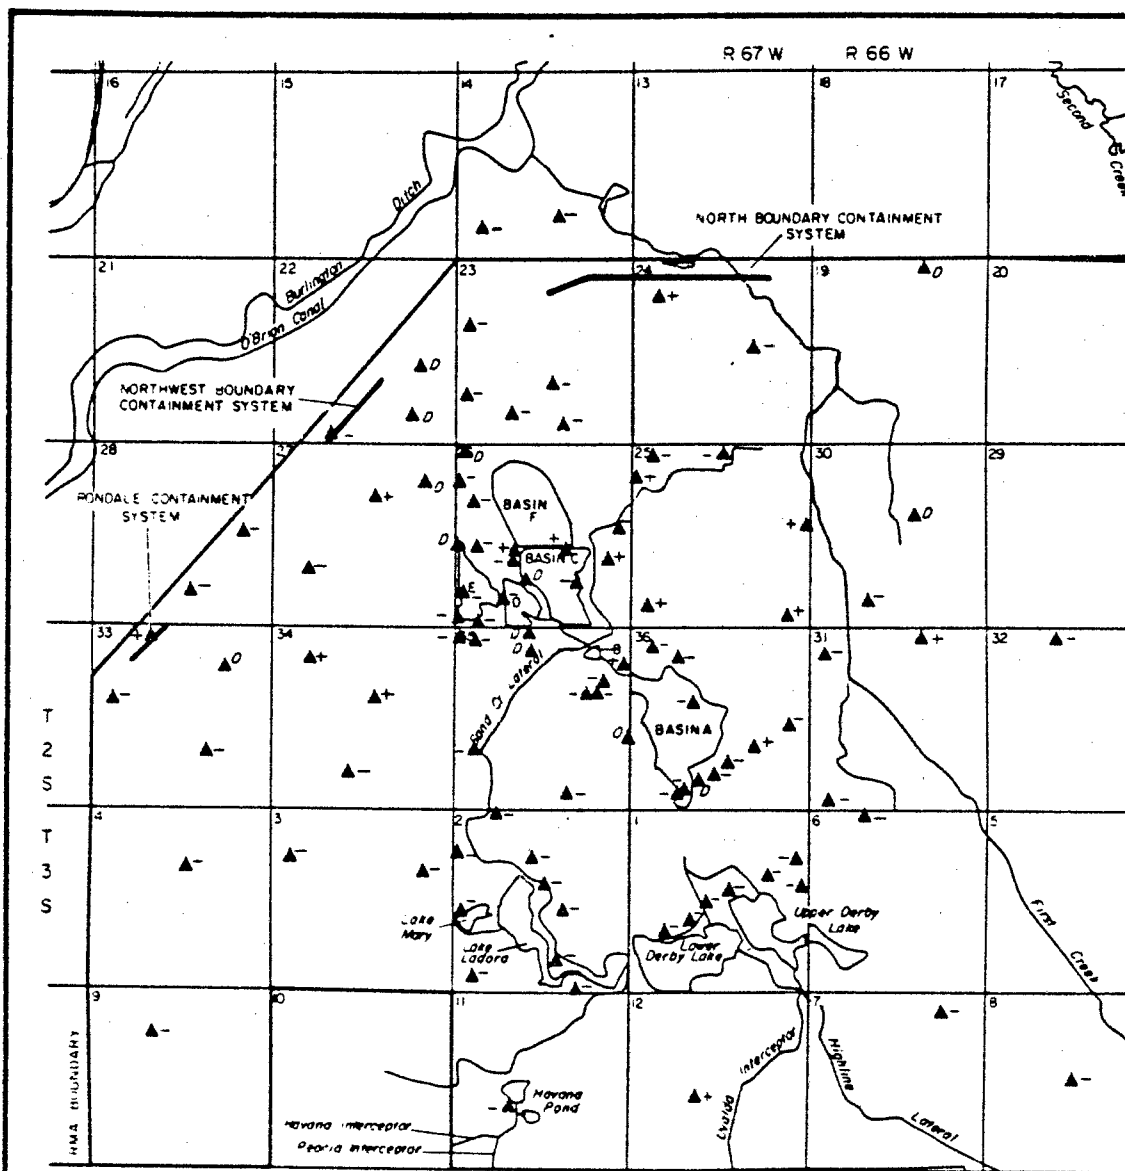 R 67 W R 66 W
16 15 14 13 18 17
Second
Creek
Ditch
NORTH BOUNDARY CONTAINMENT
SYSTEM
21 22 23 24 19 20
Burlington
O'Brian Canal
NORTHWEST BOUNDARY
CONTAINMENT SYSTEM
28 27 25 30 29
CONTAINMENT
SYSTEM
BASIN
F
BASIN C
E
33 34 36 31 32
Lateral
BASIN A
T
2
S
T
3
S
4 3 2 1 6 5
Upper Derby
Lake
Lake
Mary
Lake
Ladora
Lower
Derby Lake
First
Creek
9 10 11 12 7 8
RMA BOUNDARY
Havana
Pond
Havana Interceptor
Peoria Interceptor
Uvalda Interceptor
Highline
Lateral